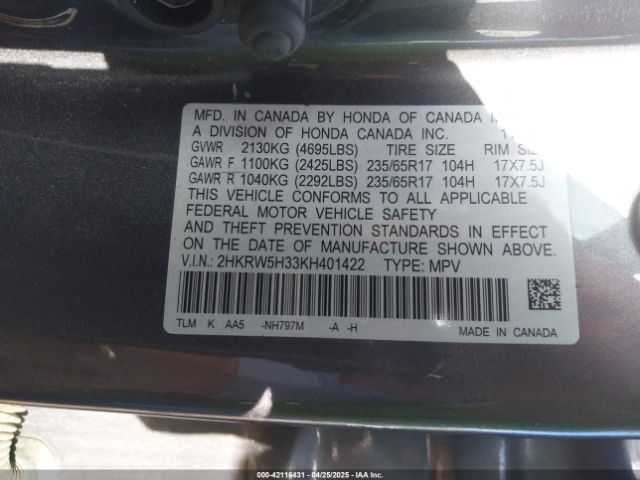 MFD. IN CANADA BY HONDA OF CANADA
A DIVISION OF HONDA CANADA INC.
GVWR 2130KG (4695LBS) TIRE SIZE RIM
GAWR F 1100KG (2425LBS) 235/65R17 104H 17X7.5J
GAWR R 1040KG (2292LBS) 235/65R17 104H 17X7.5J
THIS VEHICLE CONFORMS TO ALL APPLICABLE
FEDERAL MOTOR VEHICLE SAFETY
AND THEFT PREVENTION STANDARDS IN EFFECT
ON THE DATE OF MANUFACTURE SHOWN ABOVE.
V.I.N.: 2HKRW5H33KH401422 TYPE: MPV
TLM K AA5 -NH797M -A -H
MADE IN CANADA
000-42116431 - 04/25/2025 - IAA Inc.